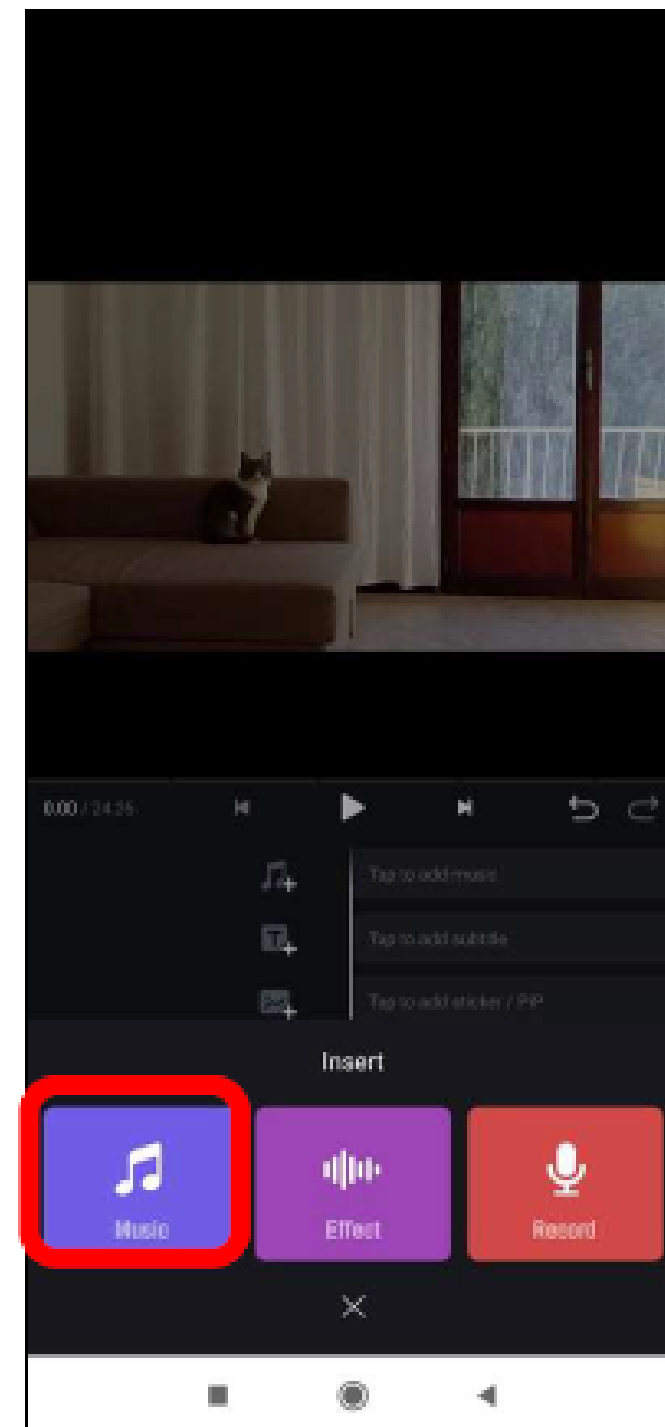 0.00 / 24:26
Tap to add music
Tap to add subtitle
Tap to add sticker / PiP
Insert
Music Effect Record